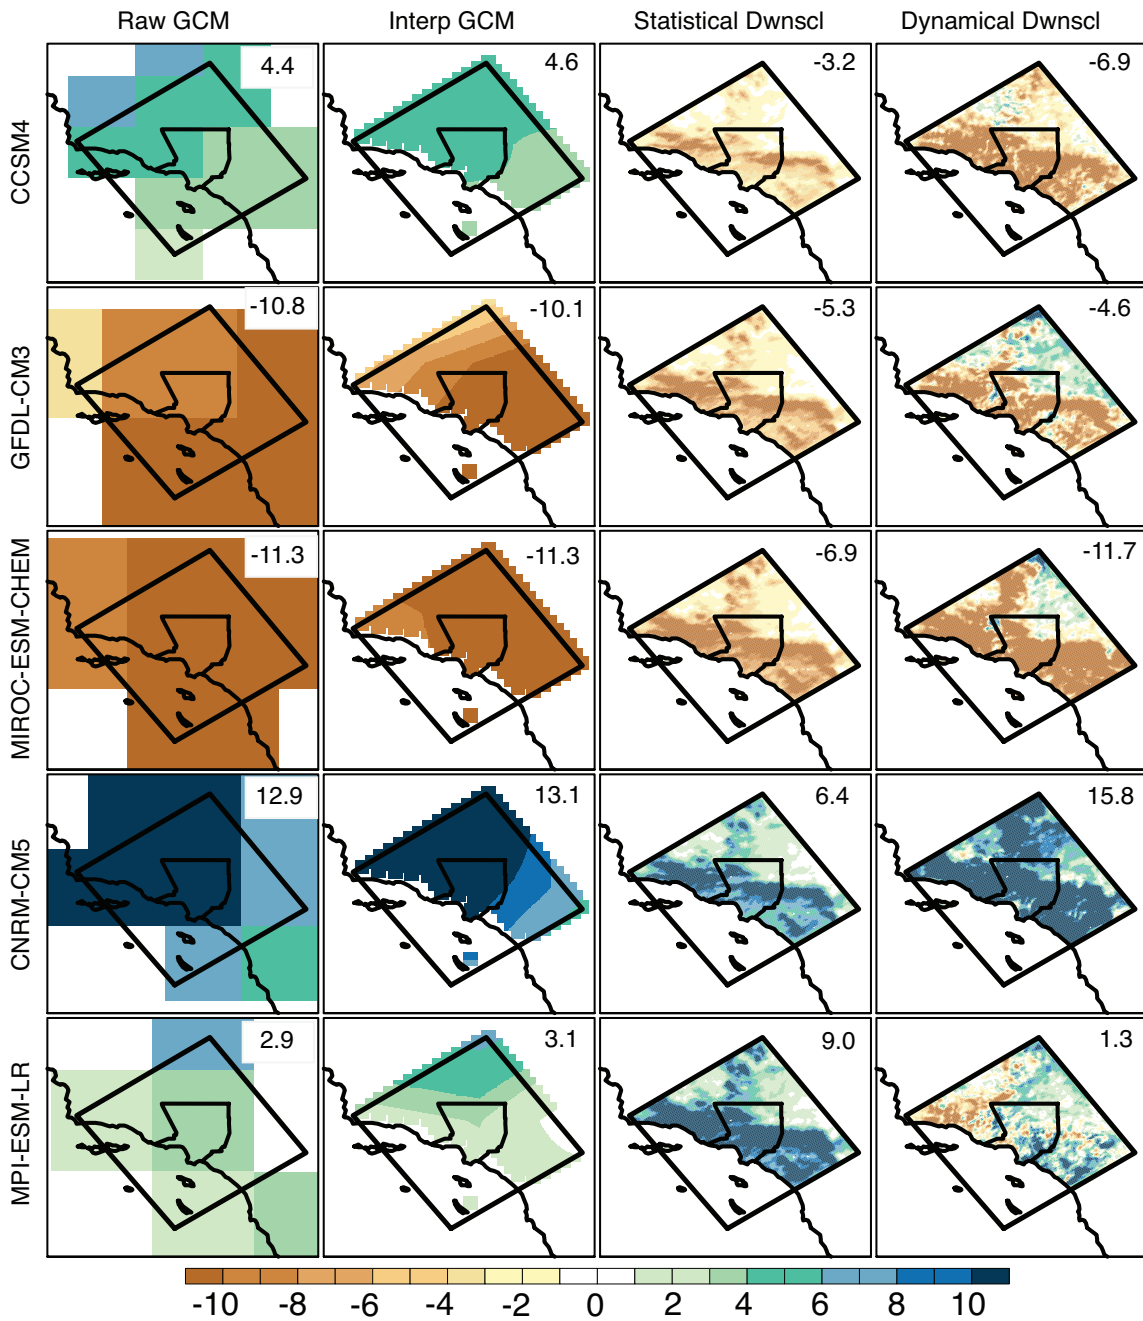 Raw GCM Interp GCM Statistical Dwnscl Dynamical Dwnscl
CCSM4 4.4 4.6 -3.2 -6.9
GFDL-CM3 -10.8 -10.1 -5.3 -4.6
MIROC-ESM-CHEM -11.3 -11.3 -6.9 -11.7
CNRM-CM5 12.9 13.1 6.4 15.8
MPI-ESM-LR 2.9 3.1 9.0 1.3
-10 -8 -6 -4 -2 0 2 4 6 8 10